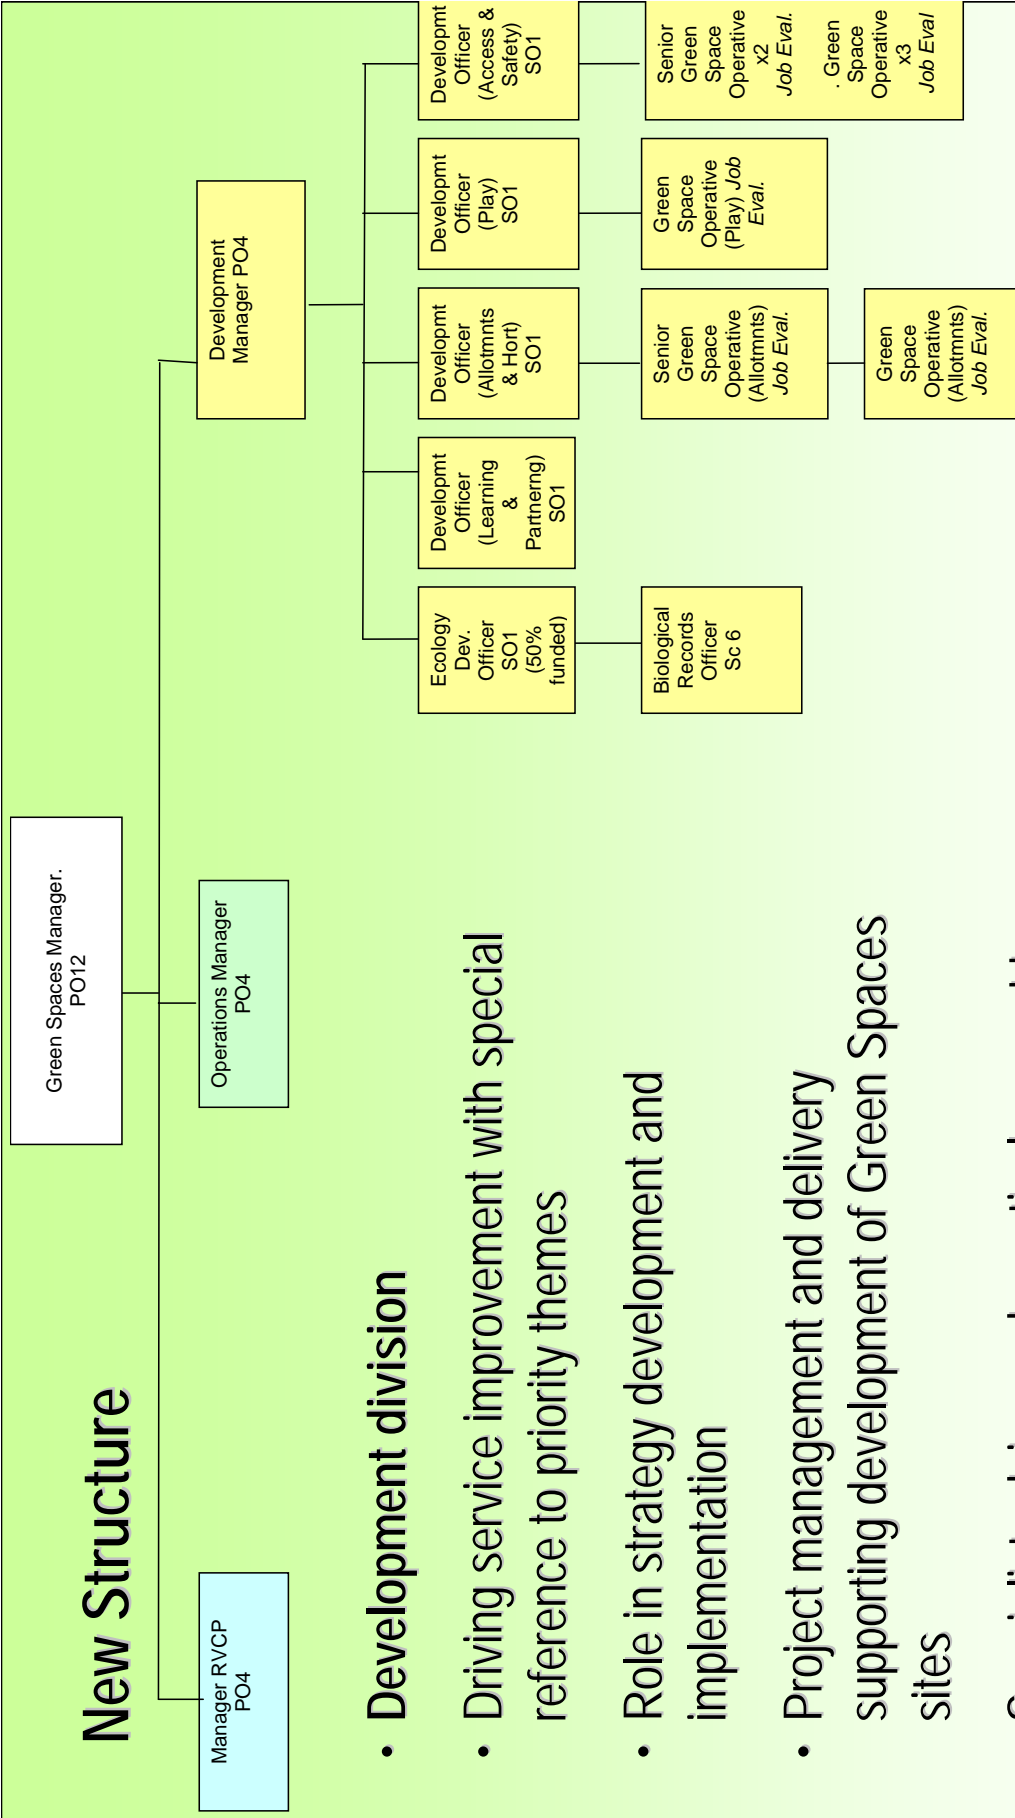 New Structure
Green Spaces Manager.
PO12
Manager RVCP
PO4
Operations Manager
PO4
Development
Manager PO4
• Development division
• Driving service improvement with special
reference to priority themes
• Role in strategy development and
implementation
• Project management and delivery
supporting development of Green Spaces
sites
Ecology
Dev.
Officer
SO1
(50%
funded)
Developmt
Officer
(Learning
&
Partnerng)
SO1
Developmt
Officer
(Allotmnts
& Hort)
SO1
Developmt
Officer
(Play)
SO1
Developmt
Officer
(Access &
Safety)
SO1
Biological
Records
Officer
Sc 6
Senior
Green
Space
Operative
(Allotmnts)
Job Eval.
Green
Space
Operative
(Play) Job
Eval.
Senior
Green
Space
Operative
x2
Job Eval.
. Green
Space
Operative
x3
Job Eval
Green
Space
Operative
(Allotmnts)
Job Eval.